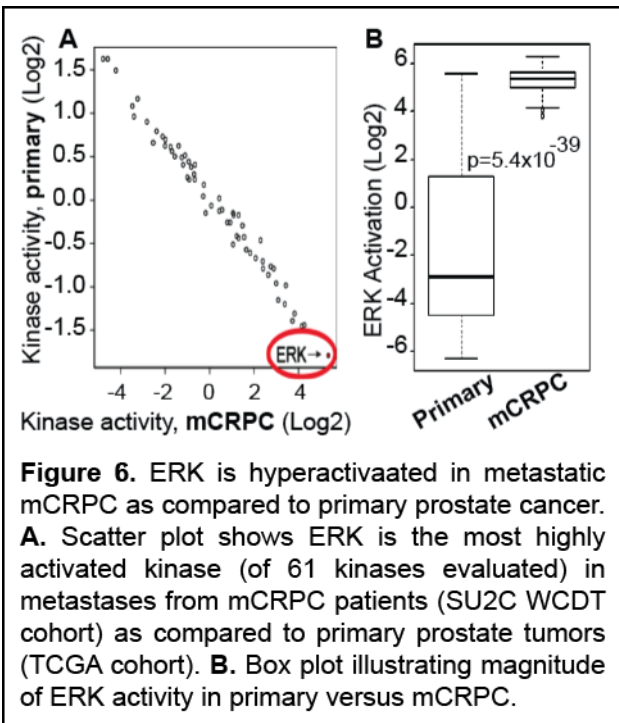 A
B
Kinase activity, primary (Log2)
1.5
1.0
0.5
0.0
-0.5
-1.0
-1.5
ERK→
-4
-2
0
2
4
Kinase activity, mCRPC (Log2)
ERK Activation (Log2)
6
4
2
0
-2
-4
-6
p=5.4x10-39
Primary
mCRPC
Figure 6. ERK is hyperactivaated in metastatic
mCRPC as compared to primary prostate cancer.
A. Scatter plot shows ERK is the most highly
activated kinase (of 61 kinases evaluated) in
metastases from mCRPC patients (SU2C WCDT
cohort) as compared to primary prostate tumors
(TCGA cohort). B. Box plot illustrating magnitude
of ERK activity in primary versus mCRPC.